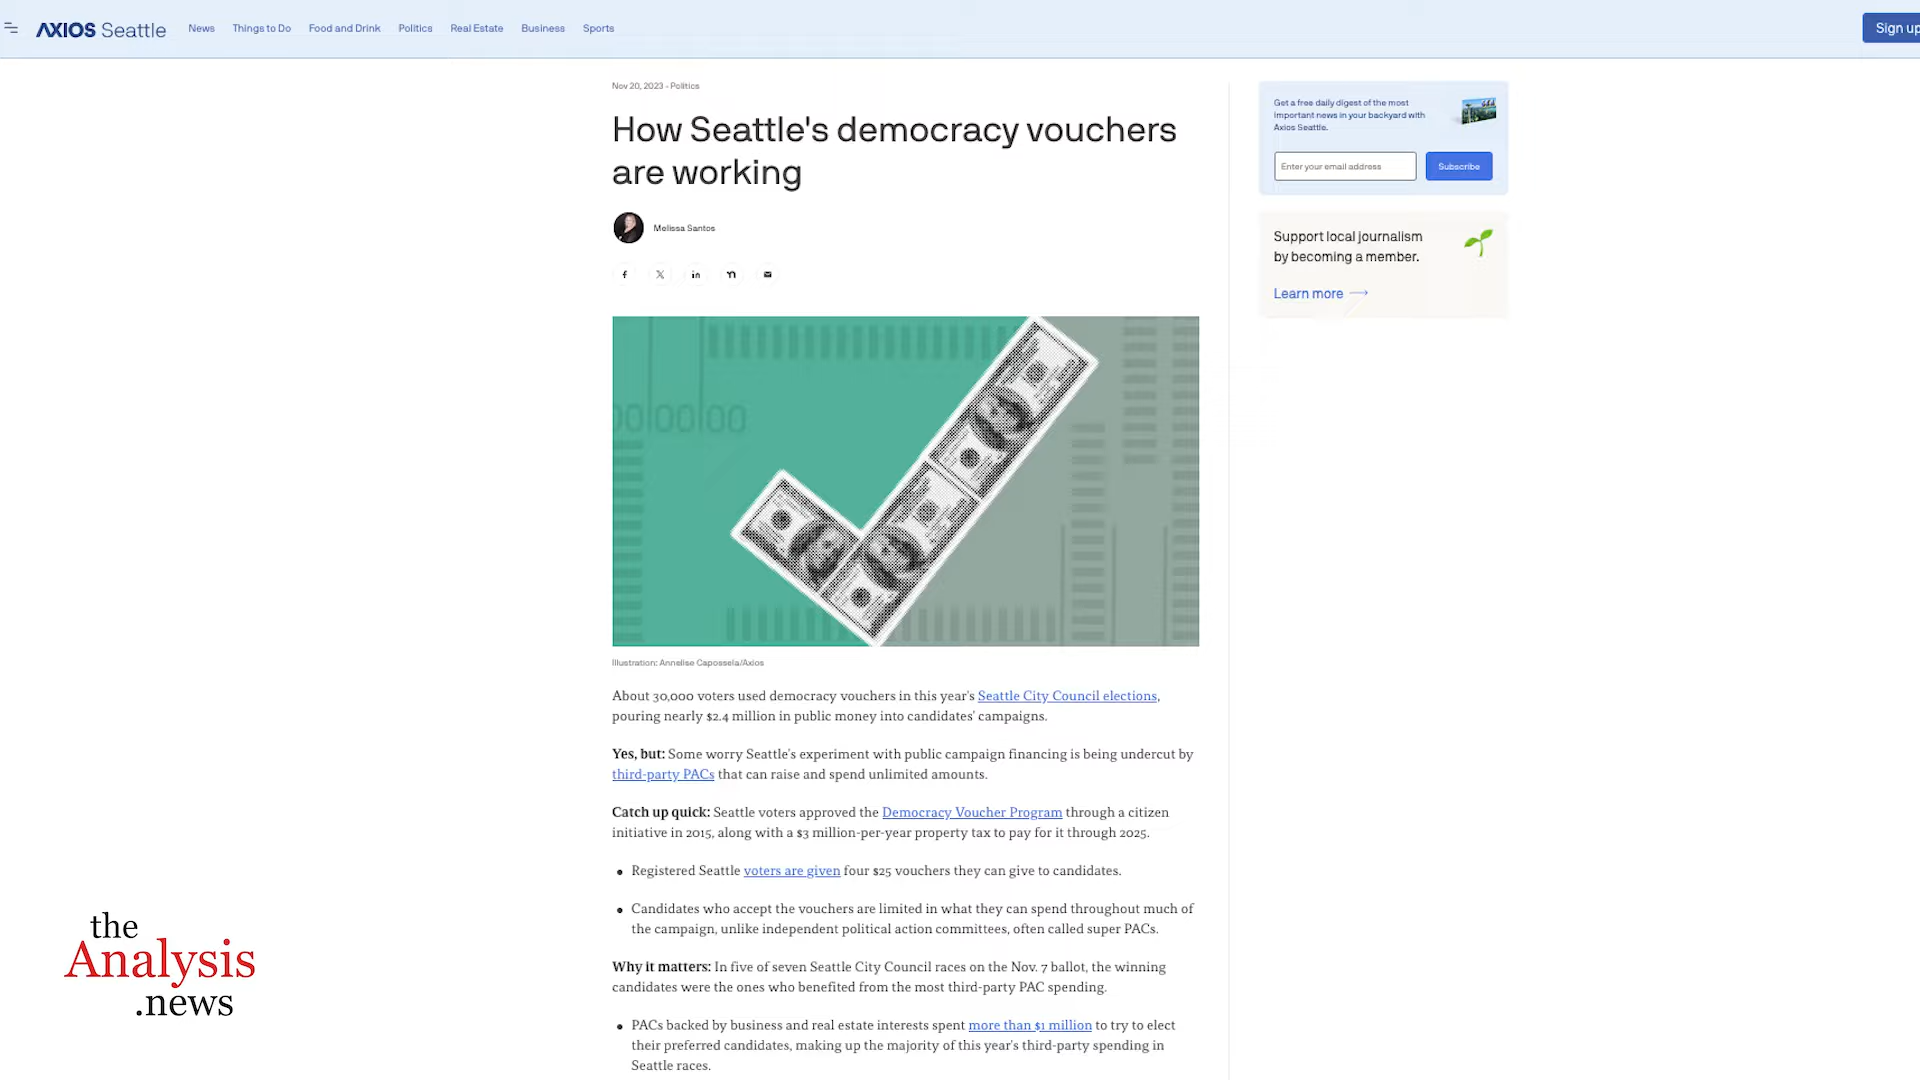 AXIOS Seattle News Things to Do Food and Drink Politics Real Estate Business Sports Sign up
Nov 20, 2023 - Politics
How Seattle's democracy vouchers
are working
Melissa Santos
Get a free daily digest of the most
important news in your backyard with
Axios Seattle.
Enter your email address Subscribe
Support local journalism
by becoming a member.
Learn more
Illustration: Annelise Capossela/Axios
About 30,000 voters used democracy vouchers in this year's Seattle City Council elections,
pouring nearly $2.4 million in public money into candidates' campaigns.
Yes, but: Some worry Seattle's experiment with public campaign financing is being undercut by
third-party PACs that can raise and spend unlimited amounts.
Catch up quick: Seattle voters approved the Democracy Voucher Program through a citizen
initiative in 2015, along with a $3 million-per-year property tax to pay for it through 2025.
• Registered Seattle voters are given four $25 vouchers they can give to candidates.
• Candidates who accept the vouchers are limited in what they can spend throughout much of
the campaign, unlike independent political action committees, often called super PACs.
Why it matters: In five of seven Seattle City Council races on the Nov. 7 ballot, the winning
candidates were the ones who benefited from the most third-party PAC spending.
• PACs backed by business and real estate interests spent more than $1 million to try to elect
their preferred candidates, making up the majority of this year's third-party spending in
Seattle races.
the
Analysis
.news